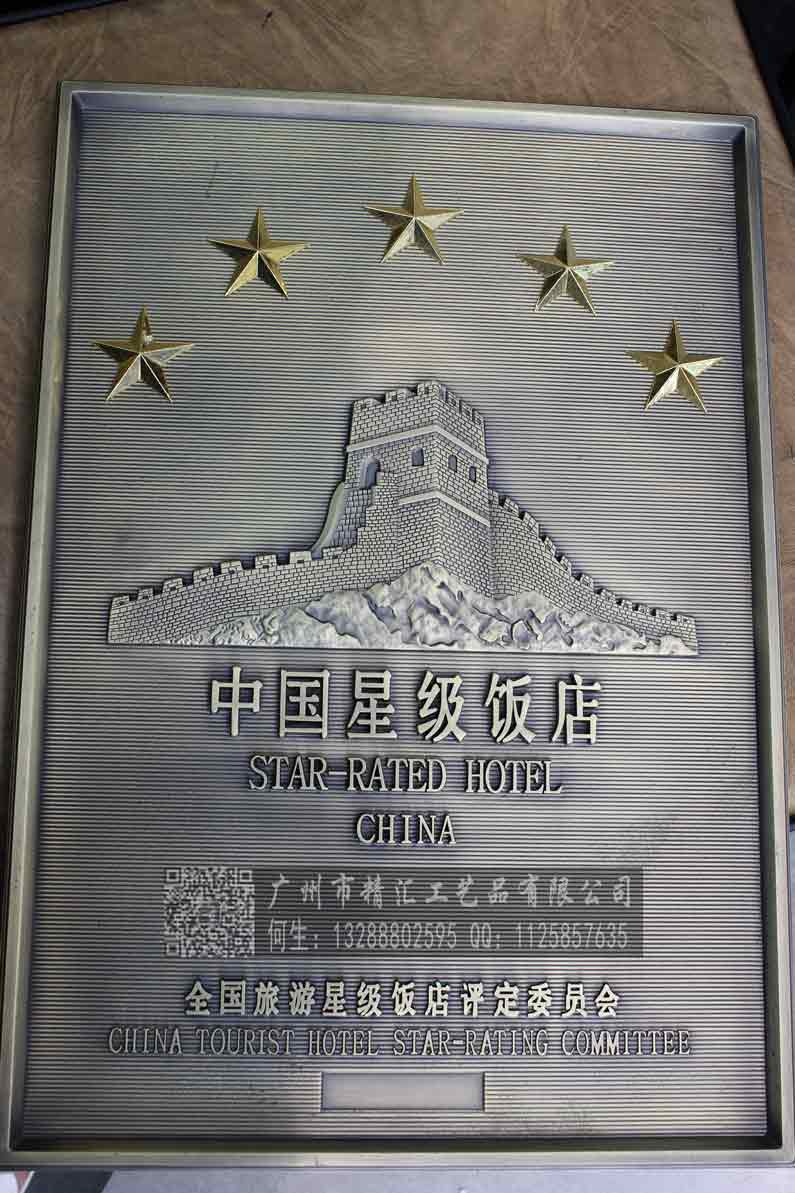 中国星级饭店
STAR-RATED HOTEL
CHINA
广州市精汇工艺品有限公司
何生：13288802595 QQ：1125857635
全国旅游星级饭店评定委员会
CHINA TOURIST HOTEL STAR-RATING COMMITTEE